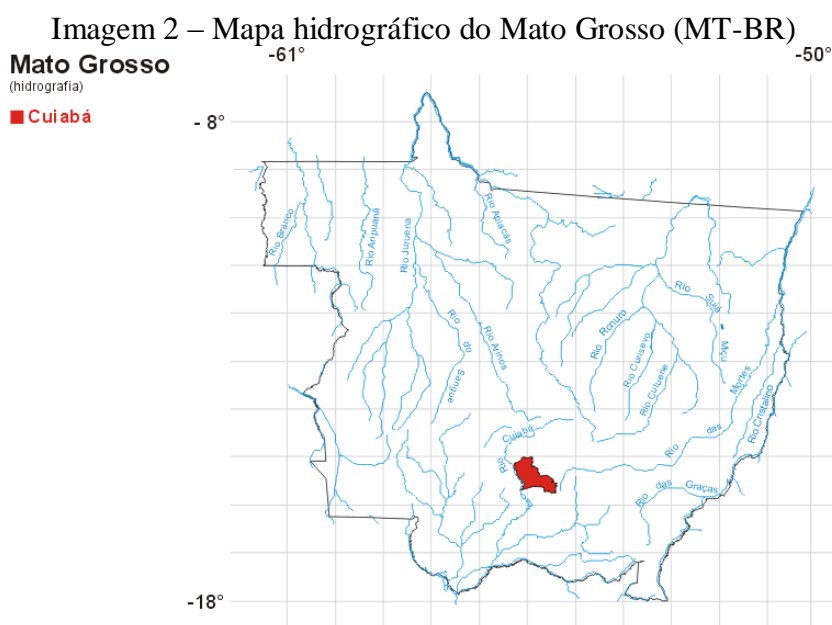 Imagem 2 – Mapa hidrográfico do Mato Grosso (MT-BR)
-61°
-50°
Mato Grosso
(hidrografia)
Cuiabá
- 8°
Rio Branco
Rio Aripuanã
Rio Juruena
Rio Apiacás
Rio do Sangue
Rio Arinos
Rio Ronuro
Rio Curisevo
Rio Culuene
Rio Suiá - Miçu
Rio das Mortes
Rio Cristalino
Rio Cuiabá
Rio das Graças
-18°